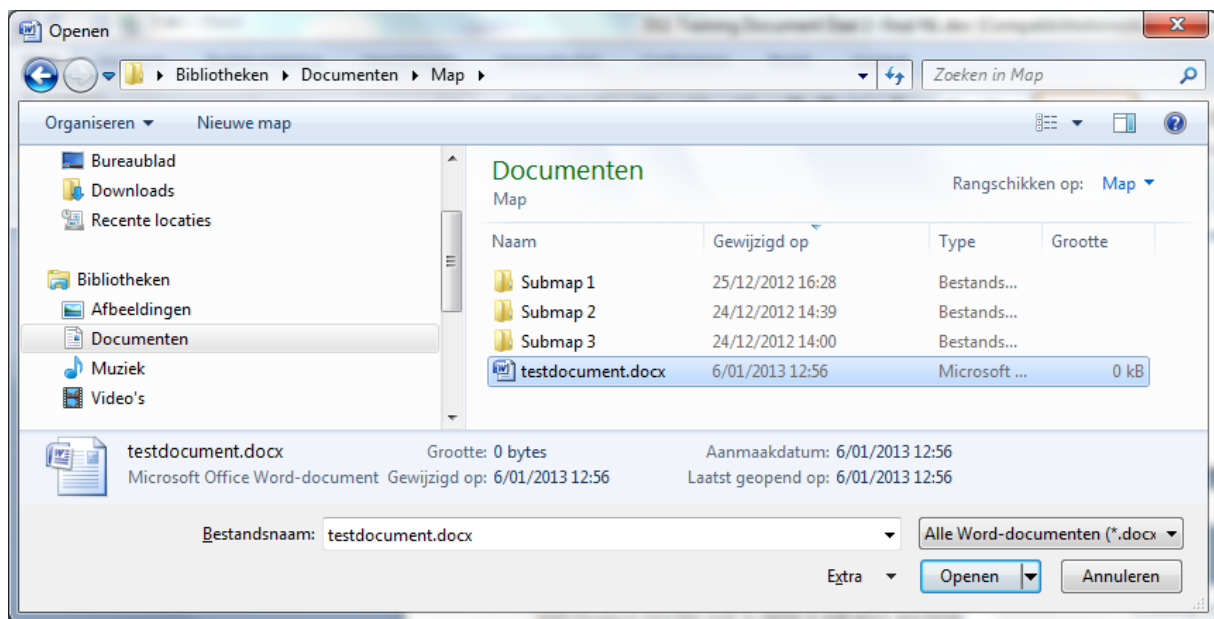 Openen
Bibliotheken Documenten Map
Zoeken in Map
Organiseren Nieuwe map
Bureaublad
Downloads
Recente locaties
Bibliotheken
Afbeeldingen
Documenten
Muziek
Video's
Documenten
Map
Rangschikken op: Map
Naam Gewijzigd op Type Grootte
Submap 1 25/12/2012 16:28 Bestands...
Submap 2 24/12/2012 14:39 Bestands...
Submap 3 24/12/2012 14:00 Bestands...
testdocument.docx 6/01/2013 12:56 Microsoft ... 0 kB
testdocument.docx Grootte: 0 bytes Aanmaakdatum: 6/01/2013 12:56
Microsoft Office Word-document Gewijzigd op: 6/01/2013 12:56 Laatst geopend op: 6/01/2013 12:56
Bestandsnaam: testdocument.docx Alle Word-documenten (*.docx
Extra Openen Annuleren